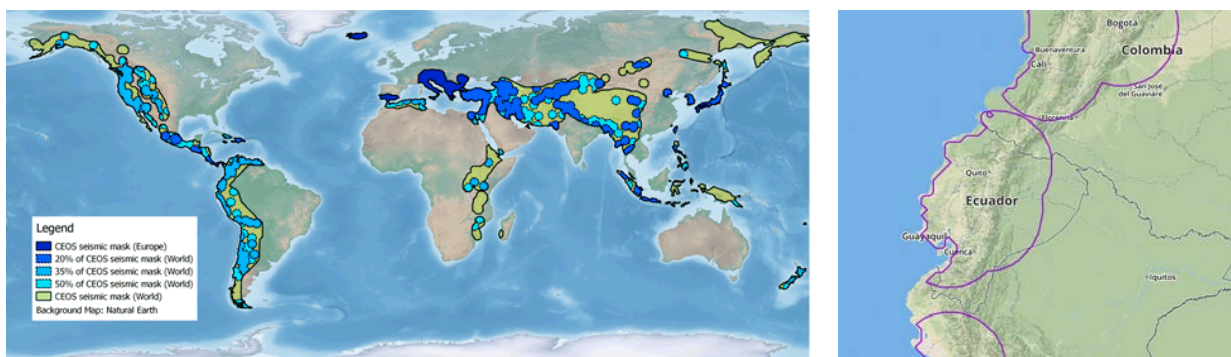 Legend
CEOS seismic mask (Europe)
20% of CEOS seismic mask (World)
35% of CEOS seismic mask (World)
50% of CEOS seismic mask (World)
CEOS seismic mask (World)
Background Map: Natural Earth
Bogotá
Buenaventura
Colombia
Cali
San José
del Guaviare
Florencia
Quito
Ecuador
Guayaquil
Cuenca
Iquitos